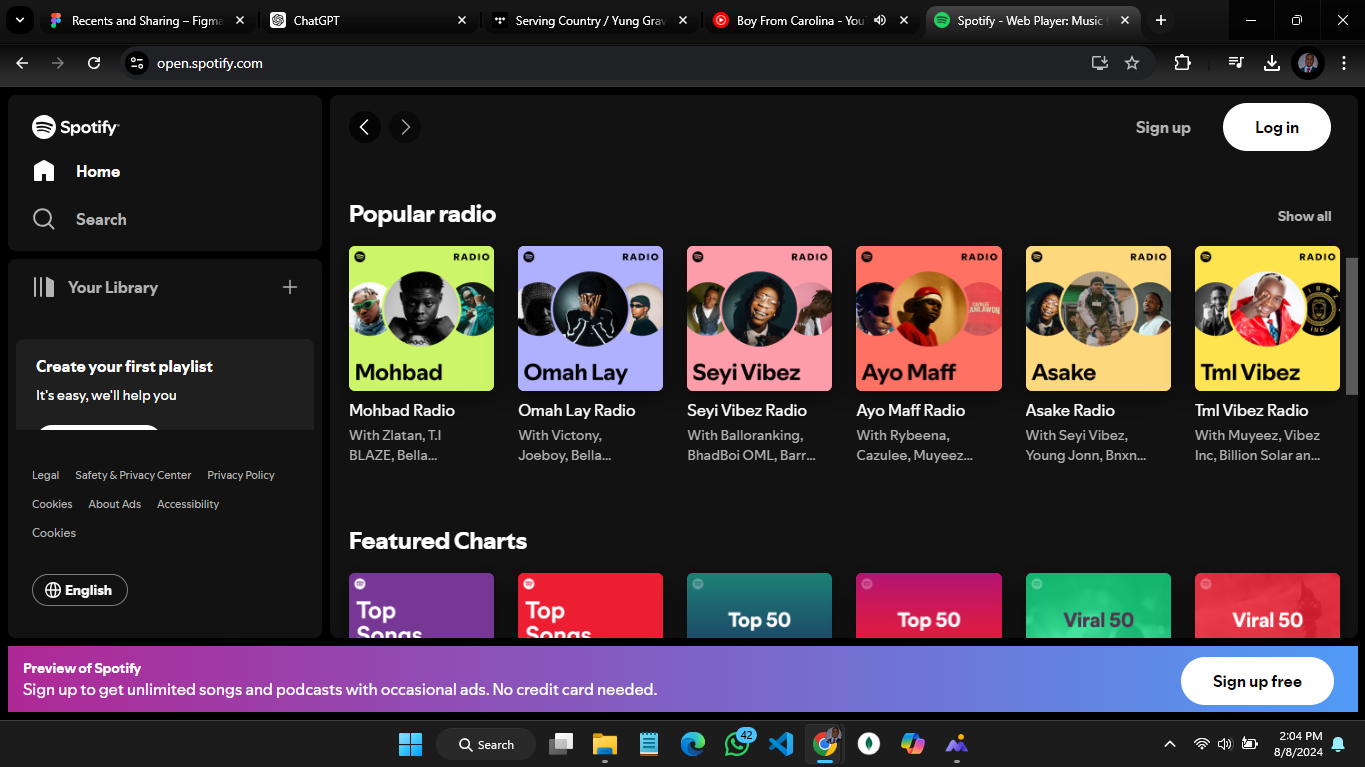 Recents and Sharing – Figma
ChatGPT
Serving Country / Yung Grav
Boy From Carolina - You
Spotify - Web Player: Music
open.spotify.com
Spotify
Home
Search
Your Library
Create your first playlist
It's easy, we'll help you
Legal Safety & Privacy Center Privacy Policy
Cookies About Ads Accessibility
Cookies
English
Sign up
Log in
Popular radio
Show all
RADIO
Mohbad
Mohbad Radio
With Zlatan, T.I
BLAZE, Bella...
RADIO
Omah Lay
Omah Lay Radio
With Victony,
Joeboy, Bella...
RADIO
Seyi Vibez
Seyi Vibez Radio
With Balloranking,
BhadBoi OML, Barr...
RADIO
Ayo Maff
Ayo Maff Radio
With Rybeena,
Cazulee, Muyeez...
RADIO
Asake
Asake Radio
With Seyi Vibez,
Young Jonn, Bnxn...
RADIO
Tml Vibez
Tml Vibez Radio
With Muyeez, Vibez
Inc, Billion Solar an...
Featured Charts
Top
Songs
Top
Songs
Top 50
Top 50
Viral 50
Viral 50
Preview of Spotify
Sign up to get unlimited songs and podcasts with occasional ads. No credit card needed.
Sign up free
Search
42
2:04 PM
8/8/2024